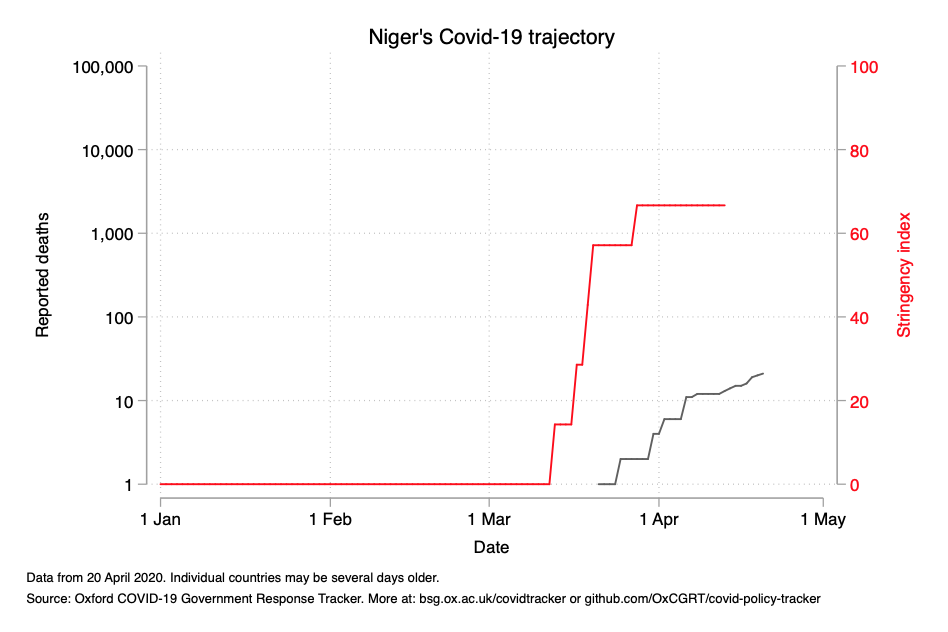 Niger's Covid-19 trajectory
100,000
10,000
1,000
100
10
1
Reported deaths
100
80
60
40
20
0
Stringency index
1 Jan
1 Feb
1 Mar
1 Apr
1 May
Date
Data from 20 April 2020. Individual countries may be several days older.
Source: Oxford COVID-19 Government Response Tracker. More at: bsg.ox.ac.uk/covidtracker or github.com/OxCGRT/covid-policy-tracker